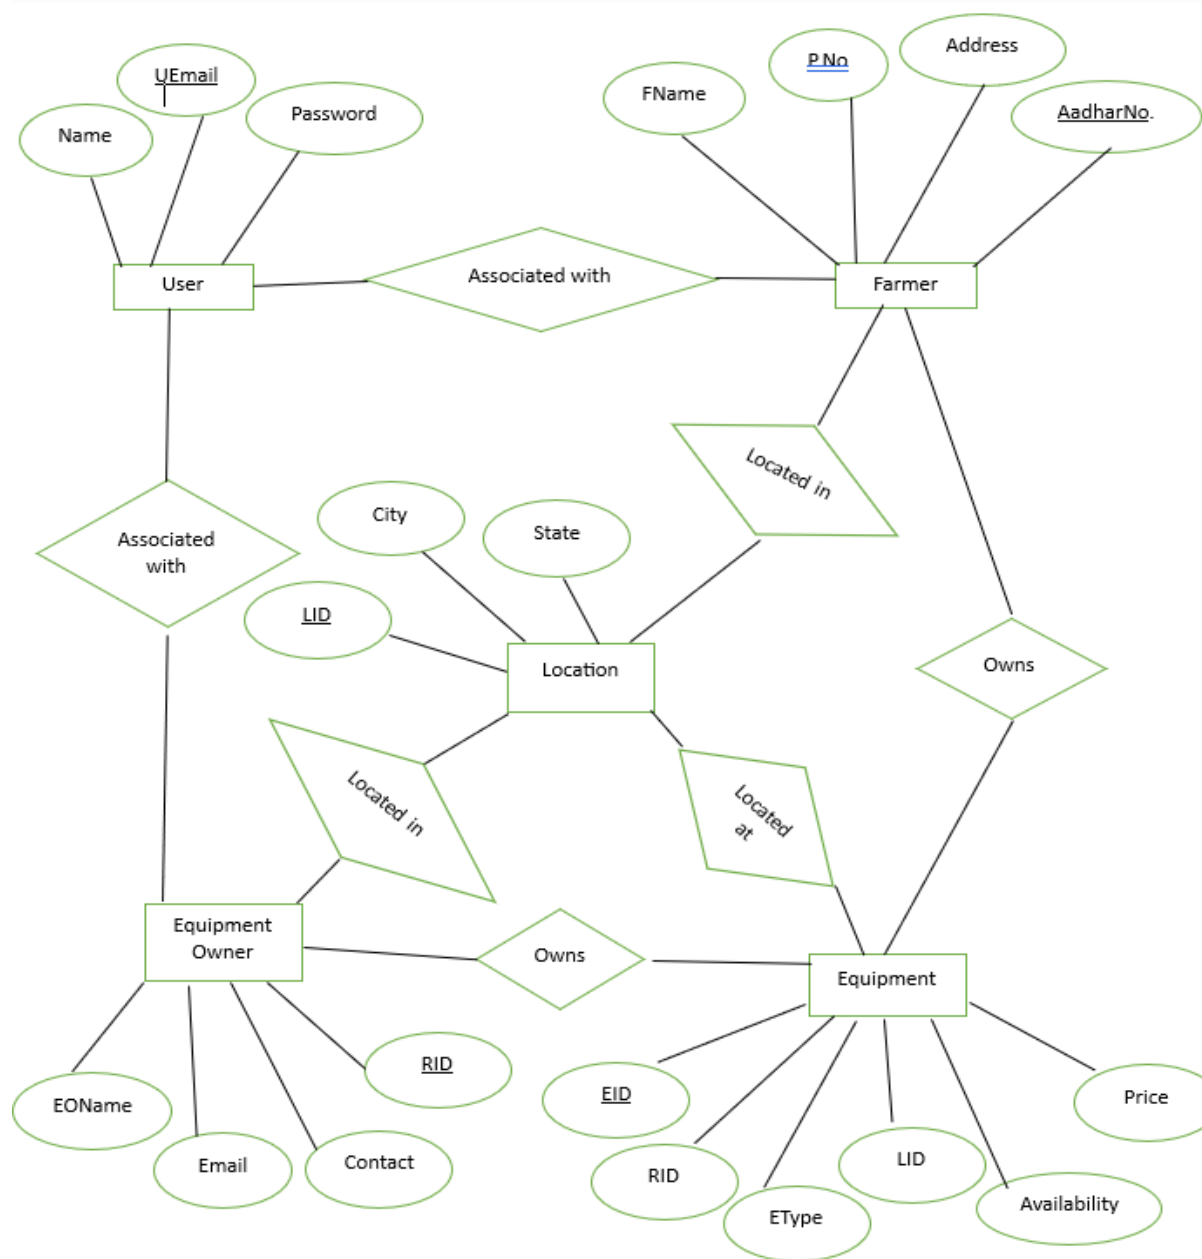 Address
UEmail
P.No
FName
Password
AadharNo.
Name
User
Associated with
Farmer
Located in
City
State
Associated
with
LID
Location
Owns
Located in
Located
at
Equipment
Owner
Owns
Equipment
RID
EOName
Email
Contact
EID
Price
RID
LID
EType
Availability